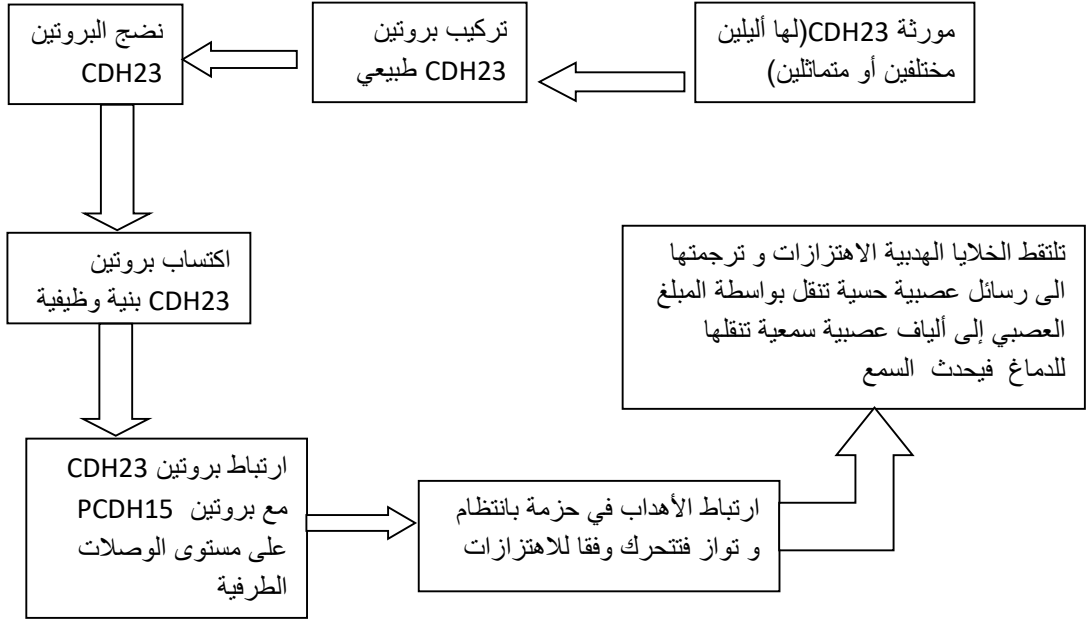 مورثة CDH23(لها أليلين
مختلفين أو متماثلين)
تركيب بروتين
CDH23 طبيعي
نضج البروتين
CDH23
اكتساب بروتين
CDH23 بنية وظيفية
ارتباط بروتين CDH23
مع بروتين PCDH15
على مستوى الوصلات
الطرفية
ارتباط الأهداب في حزمة بانتظام
و تواز فتتحرك وفقا للاهتزازات
تلتقط الخلايا الهدبية الاهتزازات و ترجمتها
الى رسائل عصبية حسية تنقل بواسطة المبلغ
العصبي إلى ألياف عصبية سمعية تنقلها
للدماغ فيحدث السمع